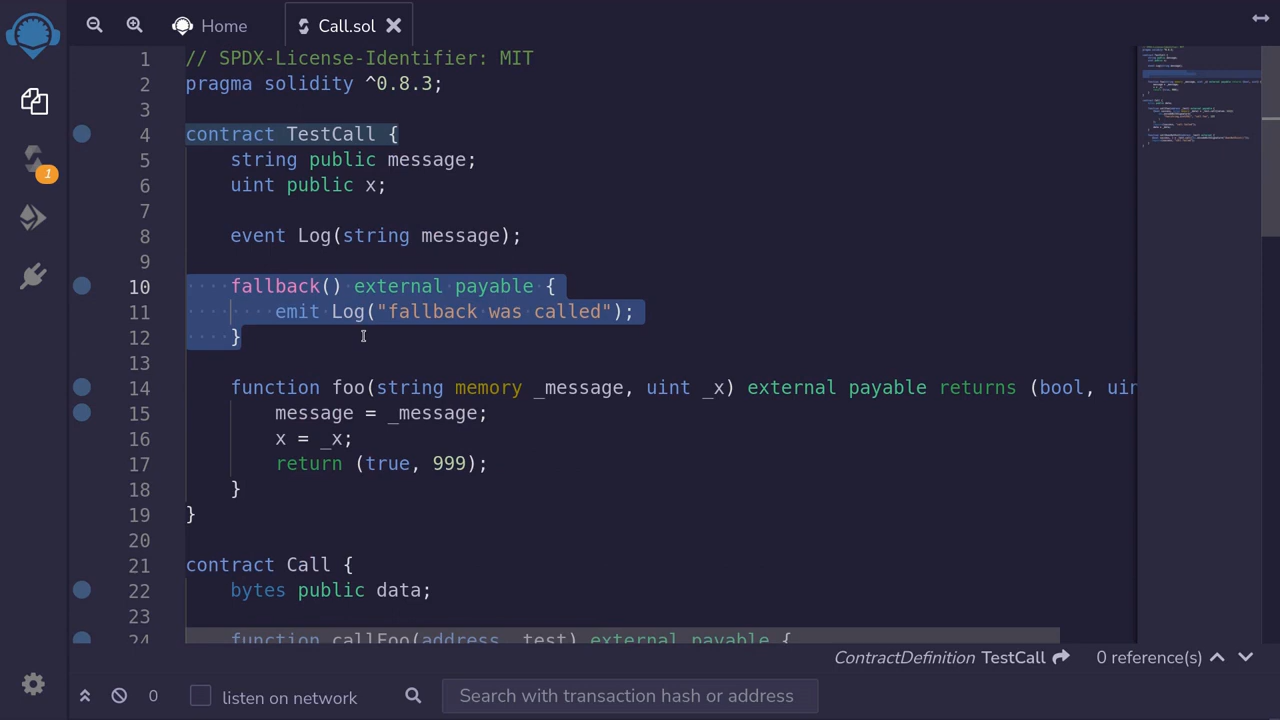 Home
Call.sol
1 // SPDX-License-Identifier: MIT
2 pragma solidity ^0.8.3;
3
4 contract TestCall {
5 string public message;
6 uint public x;
7
8 event Log(string message);
9
10 fallback() external payable {
11 emit Log("fallback was called");
12 }
13
14 function foo(string memory _message, uint _x) external payable returns (bool, uin
15 message = _message;
16 x = _x;
17 return (true, 999);
18 }
19 }
20
21 contract Call {
22 bytes public data;
23
24 function callFoo(address _test) external payable {
1
ContractDefinition TestCall 0 reference(s)
0 listen on network Search with transaction hash or address